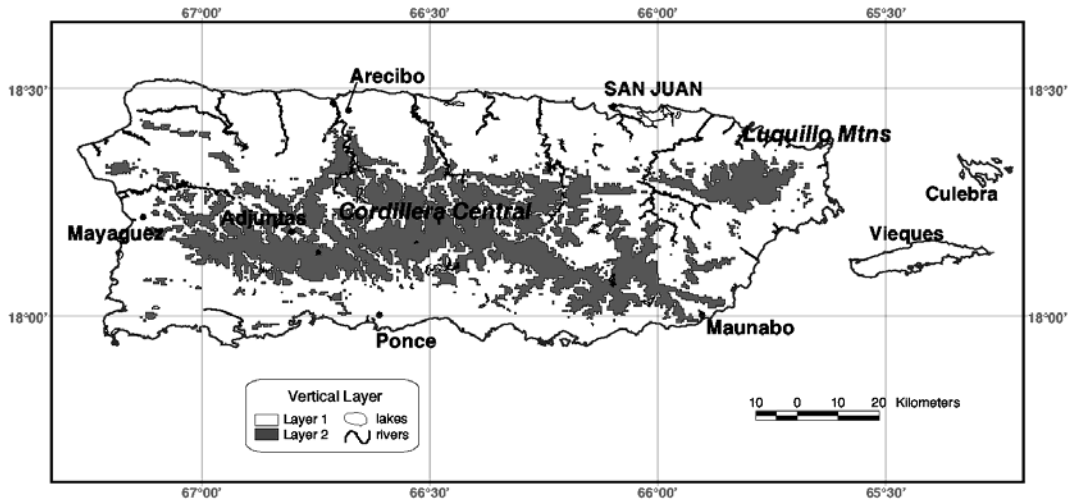 67°00' 66°30' 66°00' 65°30'
Arecibo
18°30' SAN JUAN 18°30'
Luquillo Mtns
Culebra
Cordillera Central
Adjuntas
Mayaguez Vieques
18°00' 18°00'
Maunabo
Ponce
Vertical Layer
Layer 1 lakes
Layer 2 rivers
10 0 10 20 Kilometers
67°00' 66°30' 66°00' 65°30'